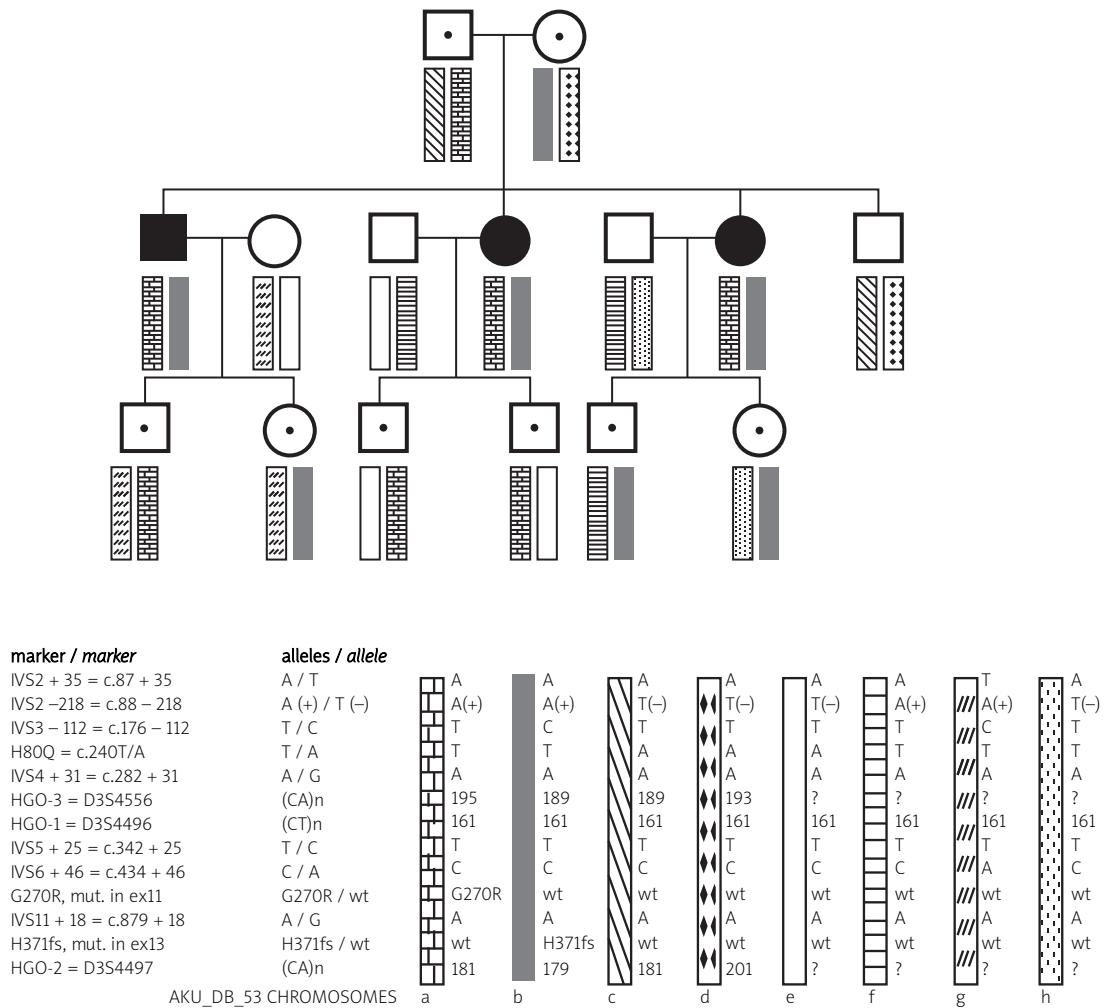 marker / marker alleles / allele
IVS2 + 35 = c.87 + 35 A / T A A A A A A T A
IVS2 –218 = c.88 – 218 A (+) / T (–) A(+) A(+) T(–) T(–) T(–) A(+) A(+) T(–)
IVS3 – 112 = c.176 – 112 T / C T C T T T T C T
H80Q = c.240T/A T / A T T A A A T T T
IVS4 + 31 = c.282 + 31 A / G A A A A A A A A
HGO-3 = D3S4556 (CA)n 195 189 189 193 ? ? ? ?
HGO-1 = D3S4496 (CT)n 161 161 161 161 161 161 161 161
IVS5 + 25 = c.342 + 25 T / C T T T T T T T T
IVS6 + 46 = c.434 + 46 C / A C C C C C C A C
G270R, mut. in ex11 G270R / wt G270R wt wt wt wt wt wt wt
IVS11 + 18 = c.879 + 18 A / G A A A A A A A A
H371fs, mut. in ex13 H371fs / wt wt H371fs wt wt wt wt wt wt
HGO-2 = D3S4497 (CA)n 181 179 181 201 ? ? ? ?
AKU_DB_53 CHROMOSOMES a b c d e f g h